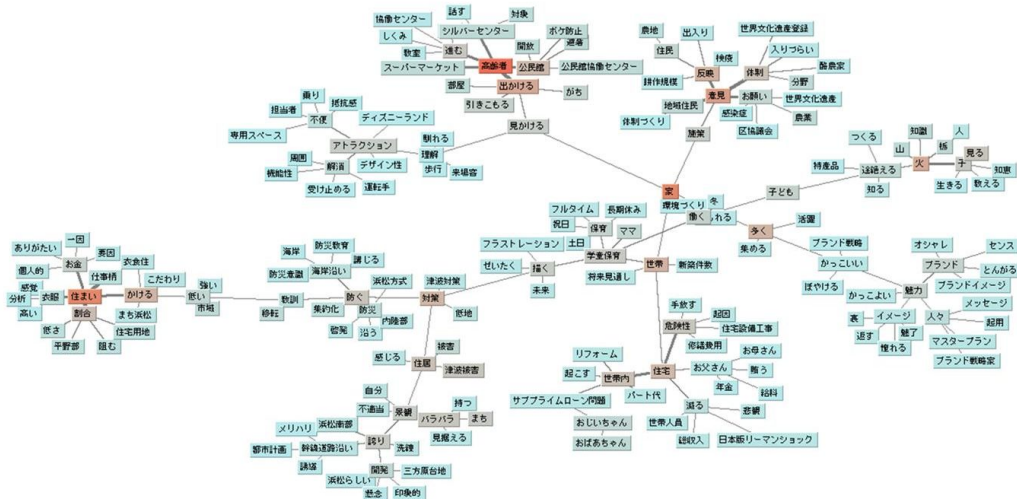 協働センター
話す
対象
しくみ
シルバーセンター
進む
ボケ防止
教室
開放
避暑
スーパーマーケット
高齢者
公民館
公民館協働センター
部屋
出かける
がち
引きこもる
見かける
農地
出入り
世界文化遺産登録
住民
検疫
入りづらい
反映
体制
酪農家
耕作規模
分野
意見
お願い
世界文化遺産
地域住民
感染症
農業
体制づくり
区協議会
施策
乗り
抵抗感
担当者
不便
ディズニーランド
専用スペース
馴れる
アトラクション
理解
周囲
解消
デザイン性
歩行
来場客
機能性
受け止める
運転手
つくる
知識
人
山
栃
見る
特産品
途絶える
火
子
知恵
知る
生きる
教える
家
子ども
環境づくり
冬
働く
れる
多く
活躍
集める
フルタイム
長期休み
祝日
保育
ママ
フラストレーション
土日
学童保育
ぜいたく
描く
将来見通し
世帯
新築件数
未来
ブランド戦略
オシャレ
センス
かっこいい
ブランド
とんがる
ぼやける
魅力
ブランドイメージ
かっこよい
メッセージ
裏
イメージ
人々
起用
返す
魅了
マスタープラン
憧れる
ブランド戦略家
一因
ありがたい
要因
お金
衣食住
個人的
仕事柄
こだわり
感覚
強い
分析
衣服
住まい
かける
低い
高い
割合
市域
まち浜松
低さ
住宅用地
平野部
阻む
海岸
防災教育
講じる
防災意識
海岸沿い
浜松方式
教訓
防ぐ
対策
津波対策
移転
集約化
防災
低地
内陸部
啓発
沿う
被害
感じる
住居
津波被害
自分
持つ
不適当
景観
バラバラ
まち
見据える
メリハリ
浜松南部
誇り
都市計画
幹線道路沿い
洗練
誘導
開発
三方原台地
浜松らしい
懸念
印象的
手放す
起因
危険性
住宅設備工事
修繕費用
リフォーム
お母さん
起こす
世帯内
住宅
お父さん
賄う
パート代
年金
給料
サブプライムローン問題
減る
悲観
おじいちゃん
世帯人員
おばあちゃん
総収入
日本版リーマンショック